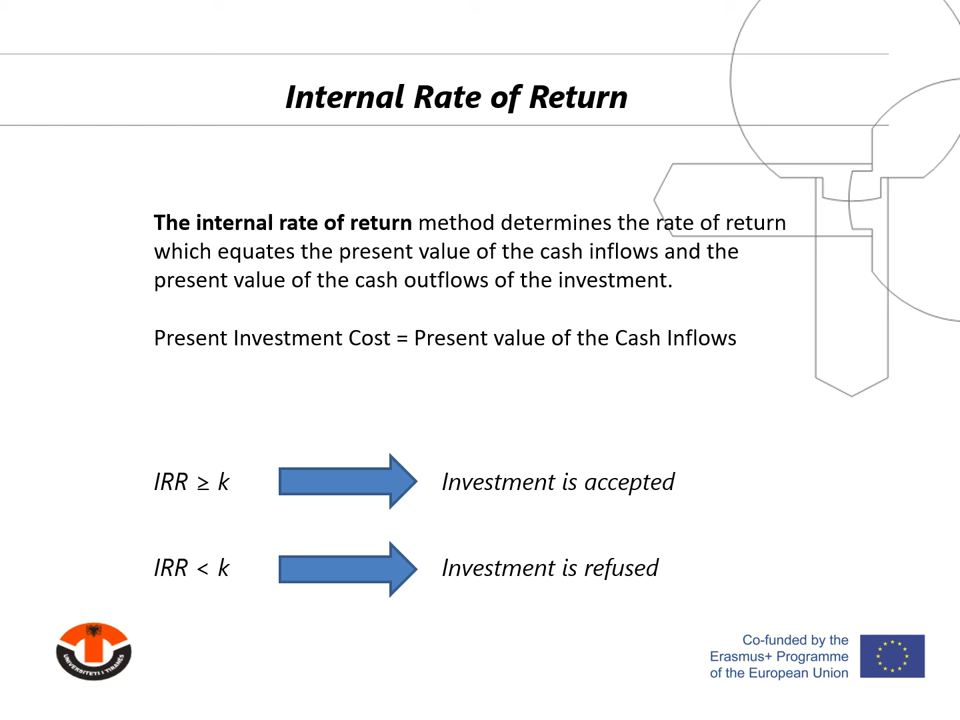 Internal Rate of Return
The internal rate of return method determines the rate of return
which equates the present value of the cash inflows and the
present value of the cash outflows of the investment.
Present Investment Cost = Present value of the Cash Inflows
IRR ≥ k
Investment is accepted
IRR < k
Investment is refused
UNIVERSITETI I TIRANËS
Co-funded by the
Erasmus+ Programme
of the European Union